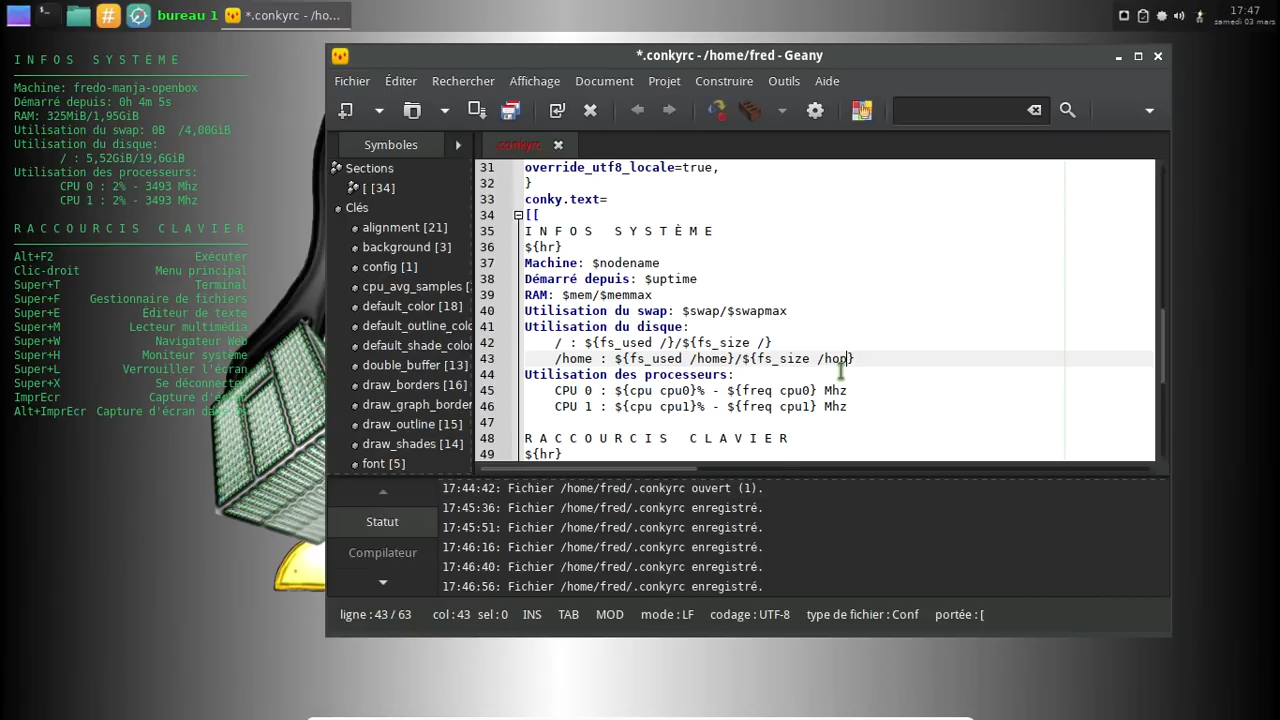 bureau 1
*.conkyrc - /ho...
17:47
samedi 03 mars
I N F O S   S Y S T È M E
Machine: fredo-manja-openbox
Démarré depuis: 0h 4m 5s
RAM: 325MiB/1,95GiB
Utilisation du swap: 0B  /4,00GiB
Utilisation du disque:
/ : 5,52GiB/19,6GiB
Utilisation des processeurs:
CPU 0 : 2% - 3493 Mhz
CPU 1 : 2% - 3493 Mhz
R A C C O U R C I S   C L A V I E R
Alt+F2 Exécuter
Clic-droit Menu principal
Super+T Terminal
Super+F Gestionnaire de fichiers
Super+E Éditeur de texte
Super+M Lecteur multimédia
Super+W Navigateur Web
Super+H Moniteur système
Super+L Verrouiller l'écran
Super+X Se déconnecter
ImprEcr Capture d'écran
Alt+ImprEcr Capture d'écran dans
*.conkyrc - /home/fred - Geany
Fichier Éditer Rechercher Affichage Document Projet Construire Outils Aide
Symboles
.conkyrc
Sections
[ [34]
Clés
alignment [21]
background [3]
config [1]
cpu_avg_samples [
default_color [18]
default_outline_colo
default_shade_color
double_buffer [13]
draw_borders [16]
draw_graph_border
draw_outline [15]
draw_shades [14]
font [5]
31 override_utf8_locale=true,
32 }
33 conky.text=
34 [[
35 I N F O S   S Y S T È M E
36 ${hr}
37 Machine: $nodename
38 Démarré depuis: $uptime
39 RAM: $mem/$memmax
40 Utilisation du swap: $swap/$swapmax
41 Utilisation du disque:
42 / : ${fs_used /}/${fs_size /}
43 /home : ${fs_used /home}/${fs_size /hop}
44 Utilisation des processeurs:
45 CPU 0 : ${cpu cpu0}% - ${freq cpu0} Mhz
46 CPU 1 : ${cpu cpu1}% - ${freq cpu1} Mhz
47
48 R A C C O U R C I S   C L A V I E R
49 ${hr}
Statut
Compilateur
17:44:42: Fichier /home/fred/.conkyrc ouvert (1).
17:45:36: Fichier /home/fred/.conkyrc enregistré.
17:45:51: Fichier /home/fred/.conkyrc enregistré.
17:46:16: Fichier /home/fred/.conkyrc enregistré.
17:46:40: Fichier /home/fred/.conkyrc enregistré.
17:46:56: Fichier /home/fred/.conkyrc enregistré.
ligne : 43 / 63 col : 43 sel : 0 INS TAB MOD mode : LF codage : UTF-8 type de fichier : Conf portée : [